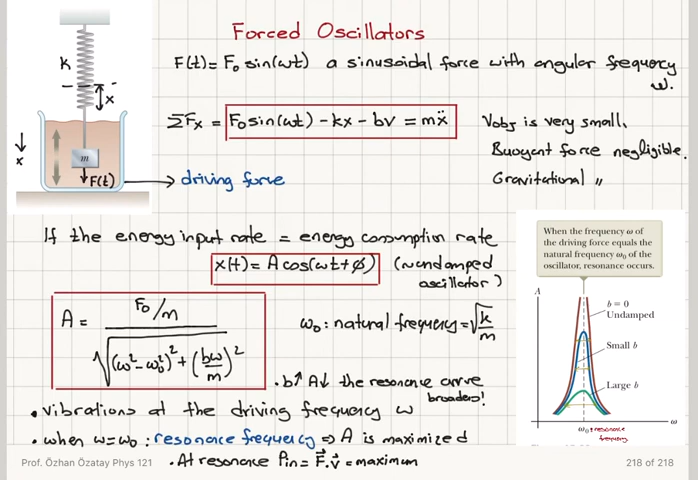 Forced Oscillators
F(t) = F₀ sin(ωt) a sinusoidal force with angular frequency ω.
k
x
ΣFx = F₀ sin(ωt) - kx - bv = mẍ
Vobj is very small,
Buoyant force negligible.
Gravitational "
x
m
F(t)
driving force
If the energy input rate = energy consumption rate
x(t) = A cos(ωt + φ) (~undamped oscillator)
A = F₀/m / √((ω² - ω₀²)² + (bω/m)²)
ω₀ : natural frequency = √k/m
. b↑ A↓ the resonance curve broadens!
. vibrations at the driving frequency ω
. when ω = ω₀ : resonance frequency ⇒ A is maximized
. At resonance Pin = F⃗.v⃗ = maximum
When the frequency ω of
the driving force equals the
natural frequency ω₀ of the
oscillator, resonance occurs.
A
b = 0
Undamped
Small b
Large b
ω
ω₀ : resonance
frequency
Prof. Özhan Özatay Phys 121
218 of 218